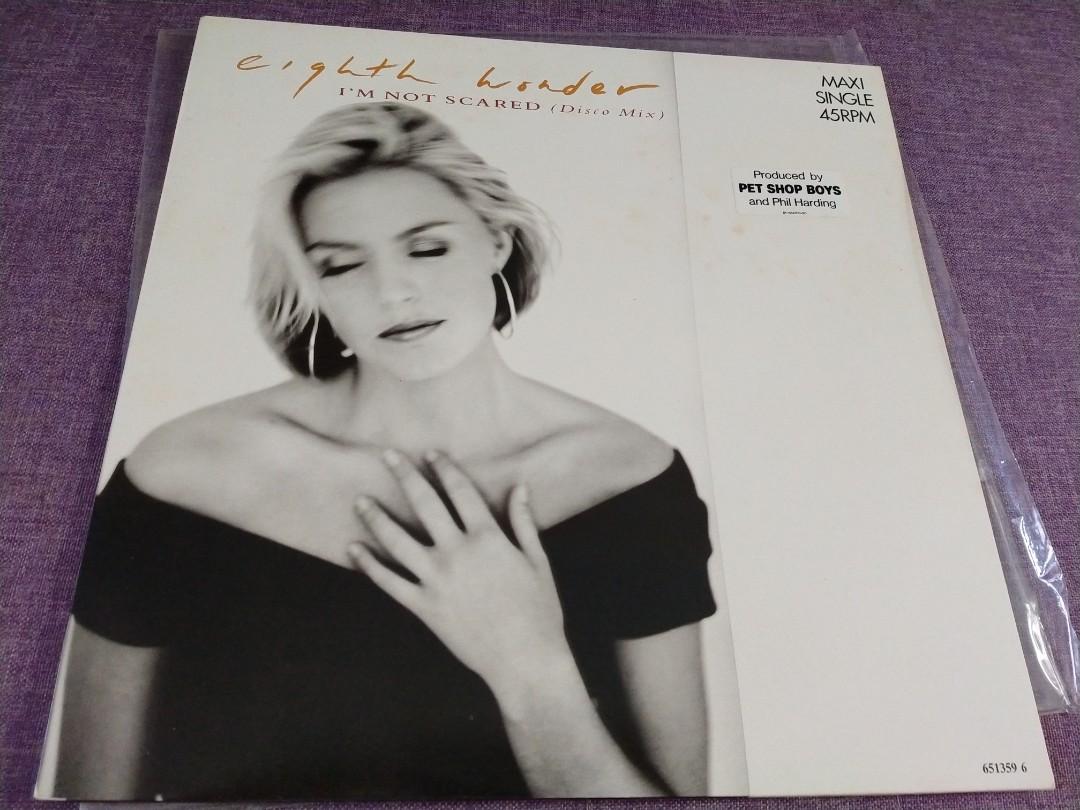 eighth wonder
I'M NOT SCARED (Disco Mix)
MAXI
SINGLE
45RPM
Produced by
PET SHOP BOYS
and Phil Harding
651359 6